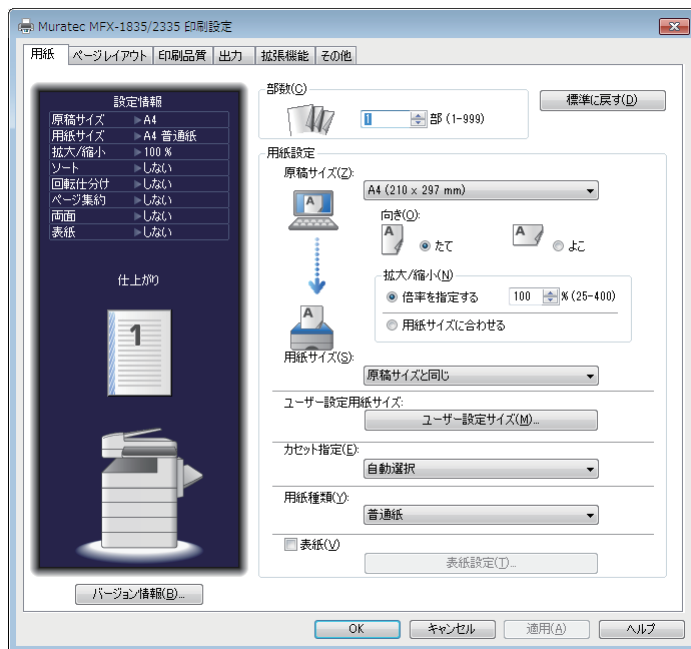 Muratec MFX-1835/2335 印刷設定
用紙 ページレイアウト 印刷品質 出力 拡張機能 その他
設定情報
原稿サイズ ▶A4
用紙サイズ ▶A4 普通紙
拡大/縮小 ▶100 %
ソート ▶しない
回転仕分け ▶しない
ページ集約 ▶しない
両面 ▶しない
表紙 ▶しない
仕上がり
1
バージョン情報(B)...
部数(C)
1 部 (1-999)
標準に戻す(D)
用紙設定
原稿サイズ(Z):
A4 (210 x 297 mm)
向き(O):
A たて A よこ
A
拡大/縮小(N)
倍率を指定する 100 % (25-400)
用紙サイズに合わせる
A
用紙サイズ(S):
原稿サイズと同じ
ユーザー設定用紙サイズ:
ユーザー設定サイズ(M)...
カセット指定(E):
自動選択
用紙種類(Y):
普通紙
表紙(V)
表紙設定(T)...
OK キャンセル 適用(A) ヘルプ